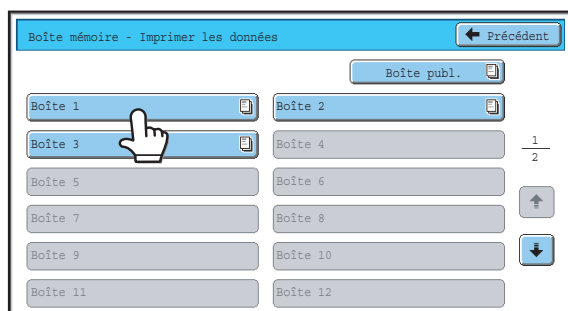 Boîte mémoire - Imprimer les données
Précédent
Boîte publ.
Boîte 1
Boîte 2
Boîte 3
Boîte 4
1
2
Boîte 5
Boîte 6
Boîte 7
Boîte 8
Boîte 9
Boîte 10
Boîte 11
Boîte 12